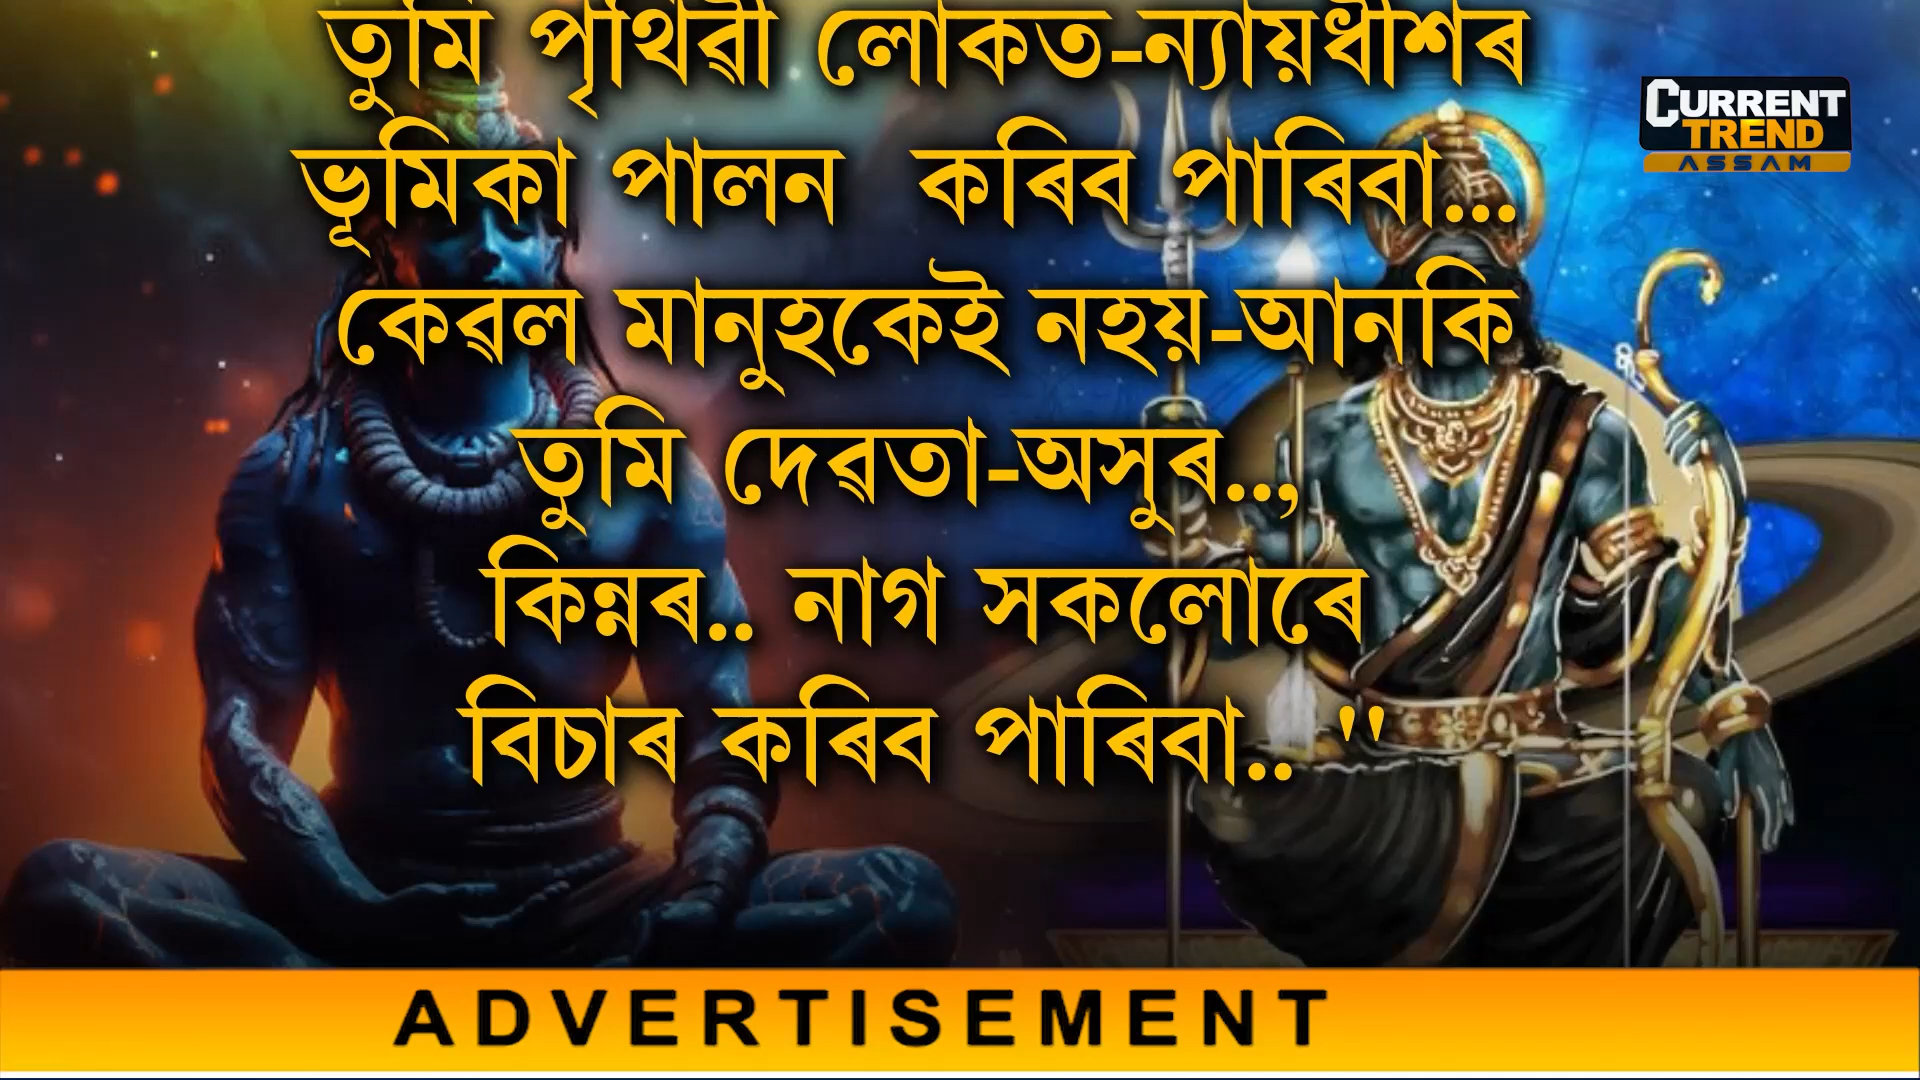 তুমি পৃথিৱী লোকত-ন্যায়ধীশৰ
ভূমিকা পালন কৰিব পাৰিবা...
কেৱল মানুহকেই নহয়-আনকি
তুমি দেৱতা-অসুৰ..,
কিন্নৰ.. নাগ সকলোৰে
বিচাৰ কৰিব পাৰিবা.. "
CURRENT
TREND
ASSAM
ADVERTISEMENT